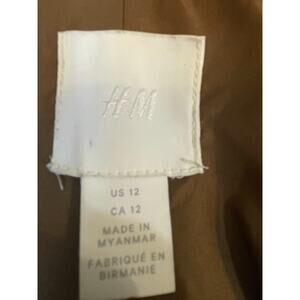 H&M
US 12
CA 12
MADE IN
MYANMAR
FABRIQUÉ EN
BIRMANIE